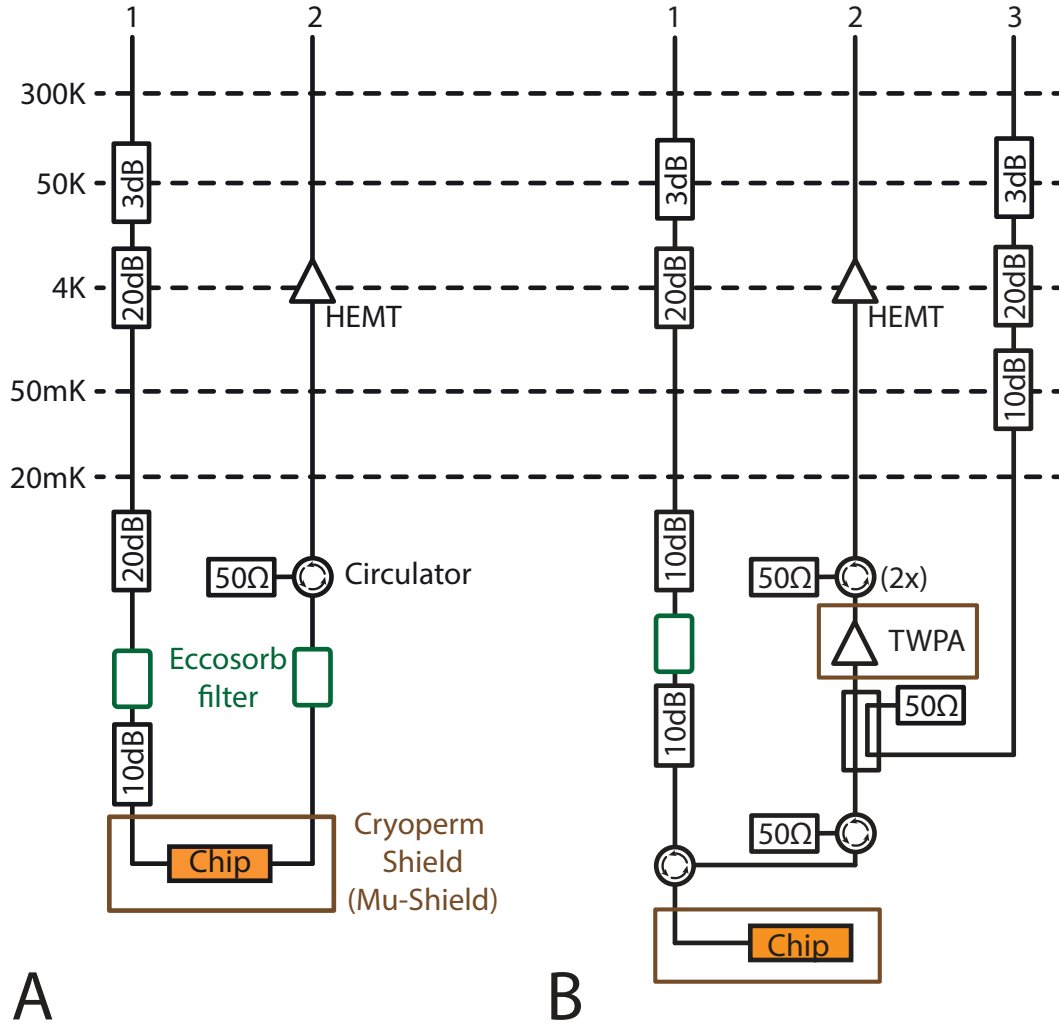 1 2 1 2 3
300K
50K
3dB
3dB
3dB
4K
20dB
HEMT
20dB
HEMT
20dB
50mK
10dB
20mK
20dB
50Ω
Circulator
10dB
50Ω
(2x)
Eccosorb
filter
TWPA
10dB
10dB
50Ω
50Ω
Cryoperm
Shield
(Mu-Shield)
Chip
Chip
A
B